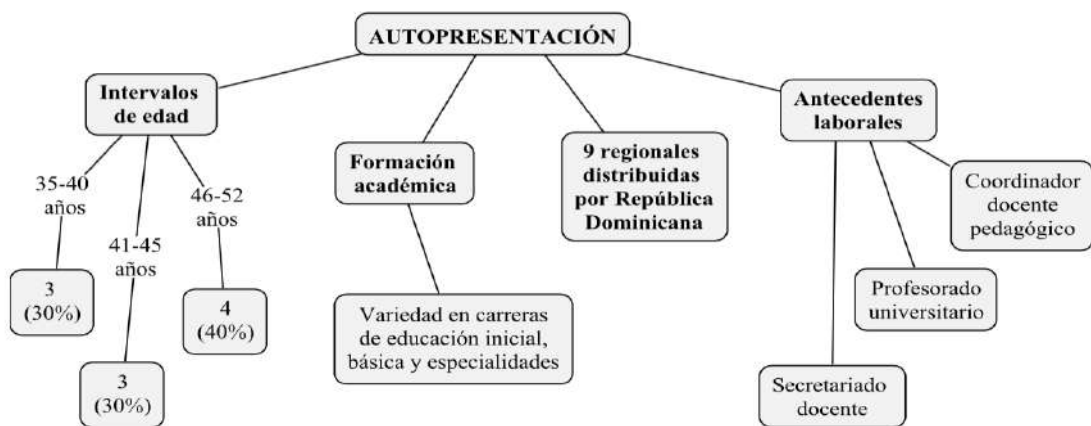 AUTOPRESENTACIÓN
Intervalos
de edad
35-40
años
3
(30%)
41-45
años
3
(30%)
46-52
años
4
(40%)
Formación
académica
Variedad en carreras
de educación inicial,
básica y especialidades
9 regionales
distribuidas
por República
Dominicana
Antecedentes
laborales
Secretariado
docente
Profesorado
universitario
Coordinador
docente
pedagógico